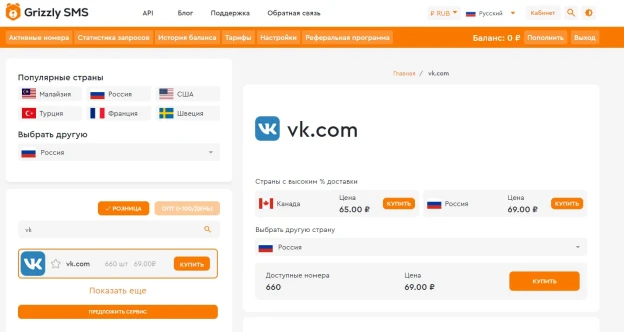 Grizzly SMS API Блог Поддержка Обратная связь ₽ RUB Русский Кабинет
Активные номера Статистика запросов История баланса Тарифы Настройки Реферальная программа Баланс: 0 ₽ Пополнить Выход
Популярные страны
Малайзия Россия США
Турция Франция Швеция
Выбрать другую
Россия
РОЗНИЦА ОПТ (>100/ДЕНЬ)
vk
vk.com 660 шт 69.00₽ КУПИТЬ
Показать еще
ПРЕДЛОЖИТЬ СЕРВИС
Главная / vk.com
vk.com
Страны с высоким % доставки
Канада Цена 65.00 ₽ КУПИТЬ
Россия Цена 69.00 ₽ КУПИТЬ
Выбрать другую страну
Россия
Доступные номера Цена
660 69.00 ₽ КУПИТЬ